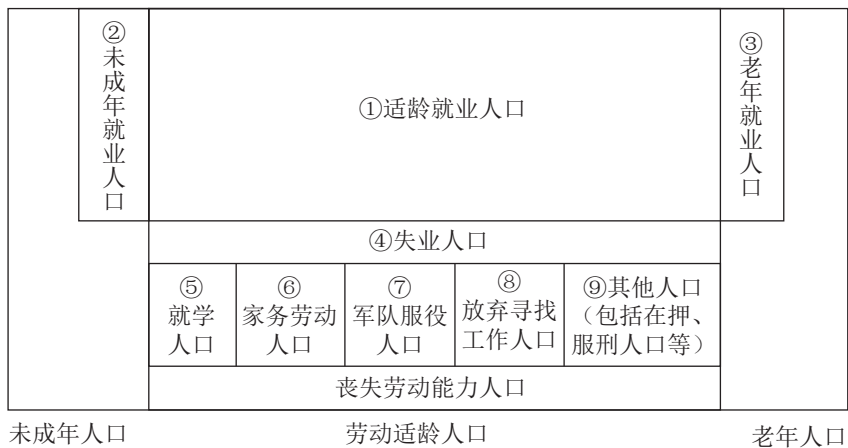 ②未成年就业人口
①适龄就业人口
③老年就业人口
④失业人口
⑤
就学
人口
⑥
家务劳动
人口
⑦
军队服役
人口
⑧
放弃寻找
工作人口
⑨其他人口
（包括在押、
服刑人口等）
丧失劳动能力人口
未成年人口
劳动适龄人口
老年人口